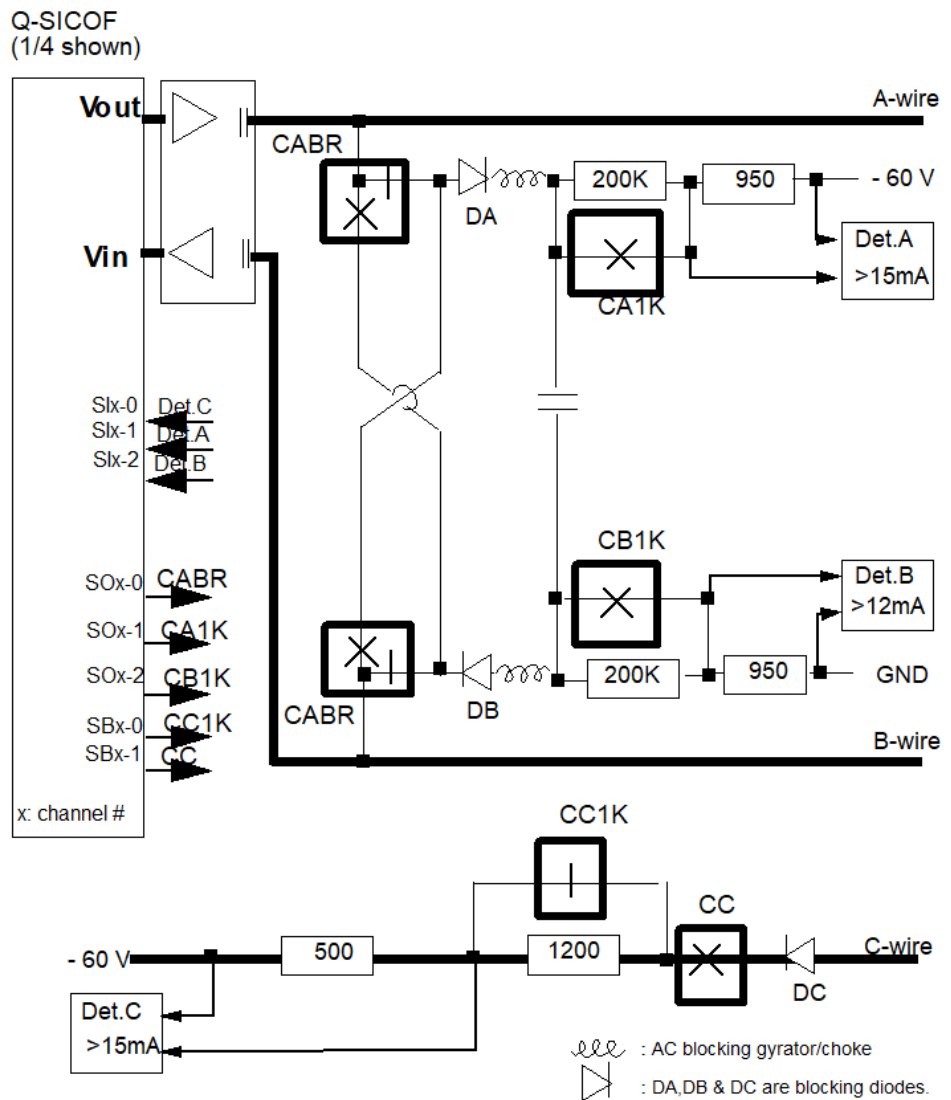 Q-SICOF
(1/4 shown)
Vout
A-wire
CABR
200K
950
- 60 V
DA
Vin
Det.A
>15mA
CA1K
SIx-0 Det.C
SIx-1 Det.A
SIx-2 Det.B
CB1K
SOx-0 CABR
Det.B
>12mA
SOx-1 CA1K
SOx-2 CB1K
200K
950
GND
CABR
DB
SBx-0 CC1K
SBx-1 CC
B-wire
x: channel #
CC1K
CC
- 60 V
500
1200
C-wire
DC
Det.C
>15mA
: AC blocking gyrator/choke
: DA,DB & DC are blocking diodes.